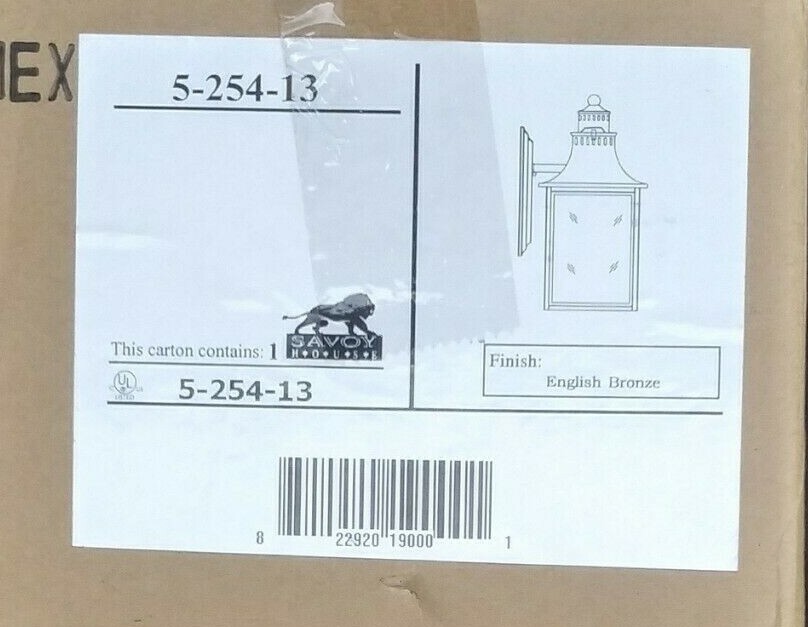 EX
5-254-13
This carton contains: 1
SAVOY
H•O•U•S•E
UL
LISTED
5-254-13
Finish:
English Bronze
8 22920 19000 1